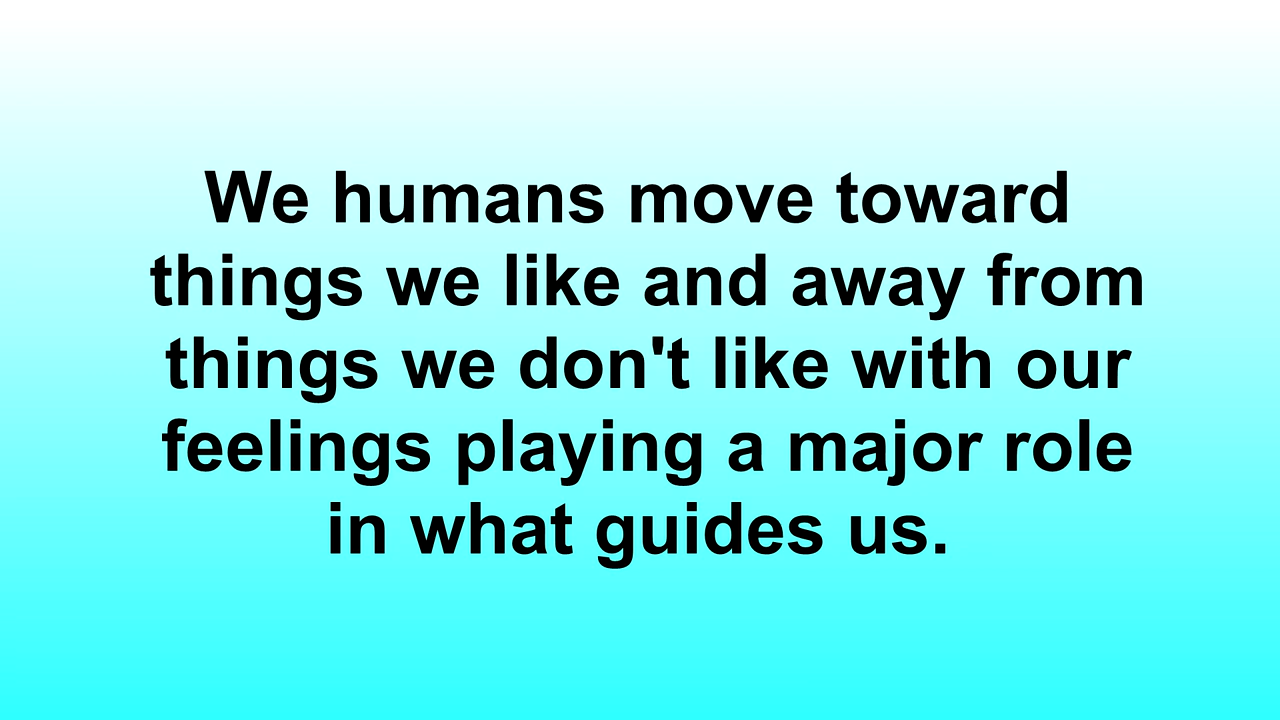 We humans move toward
things we like and away from
things we don't like with our
feelings playing a major role
in what guides us.